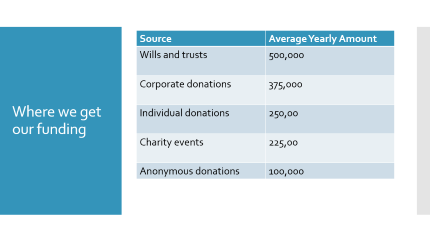 Where we get
our funding
Source Average Yearly Amount
Wills and trusts 500,000
Corporate donations 375,000
Individual donations 250,00
Charity events 225,00
Anonymous donations 100,000